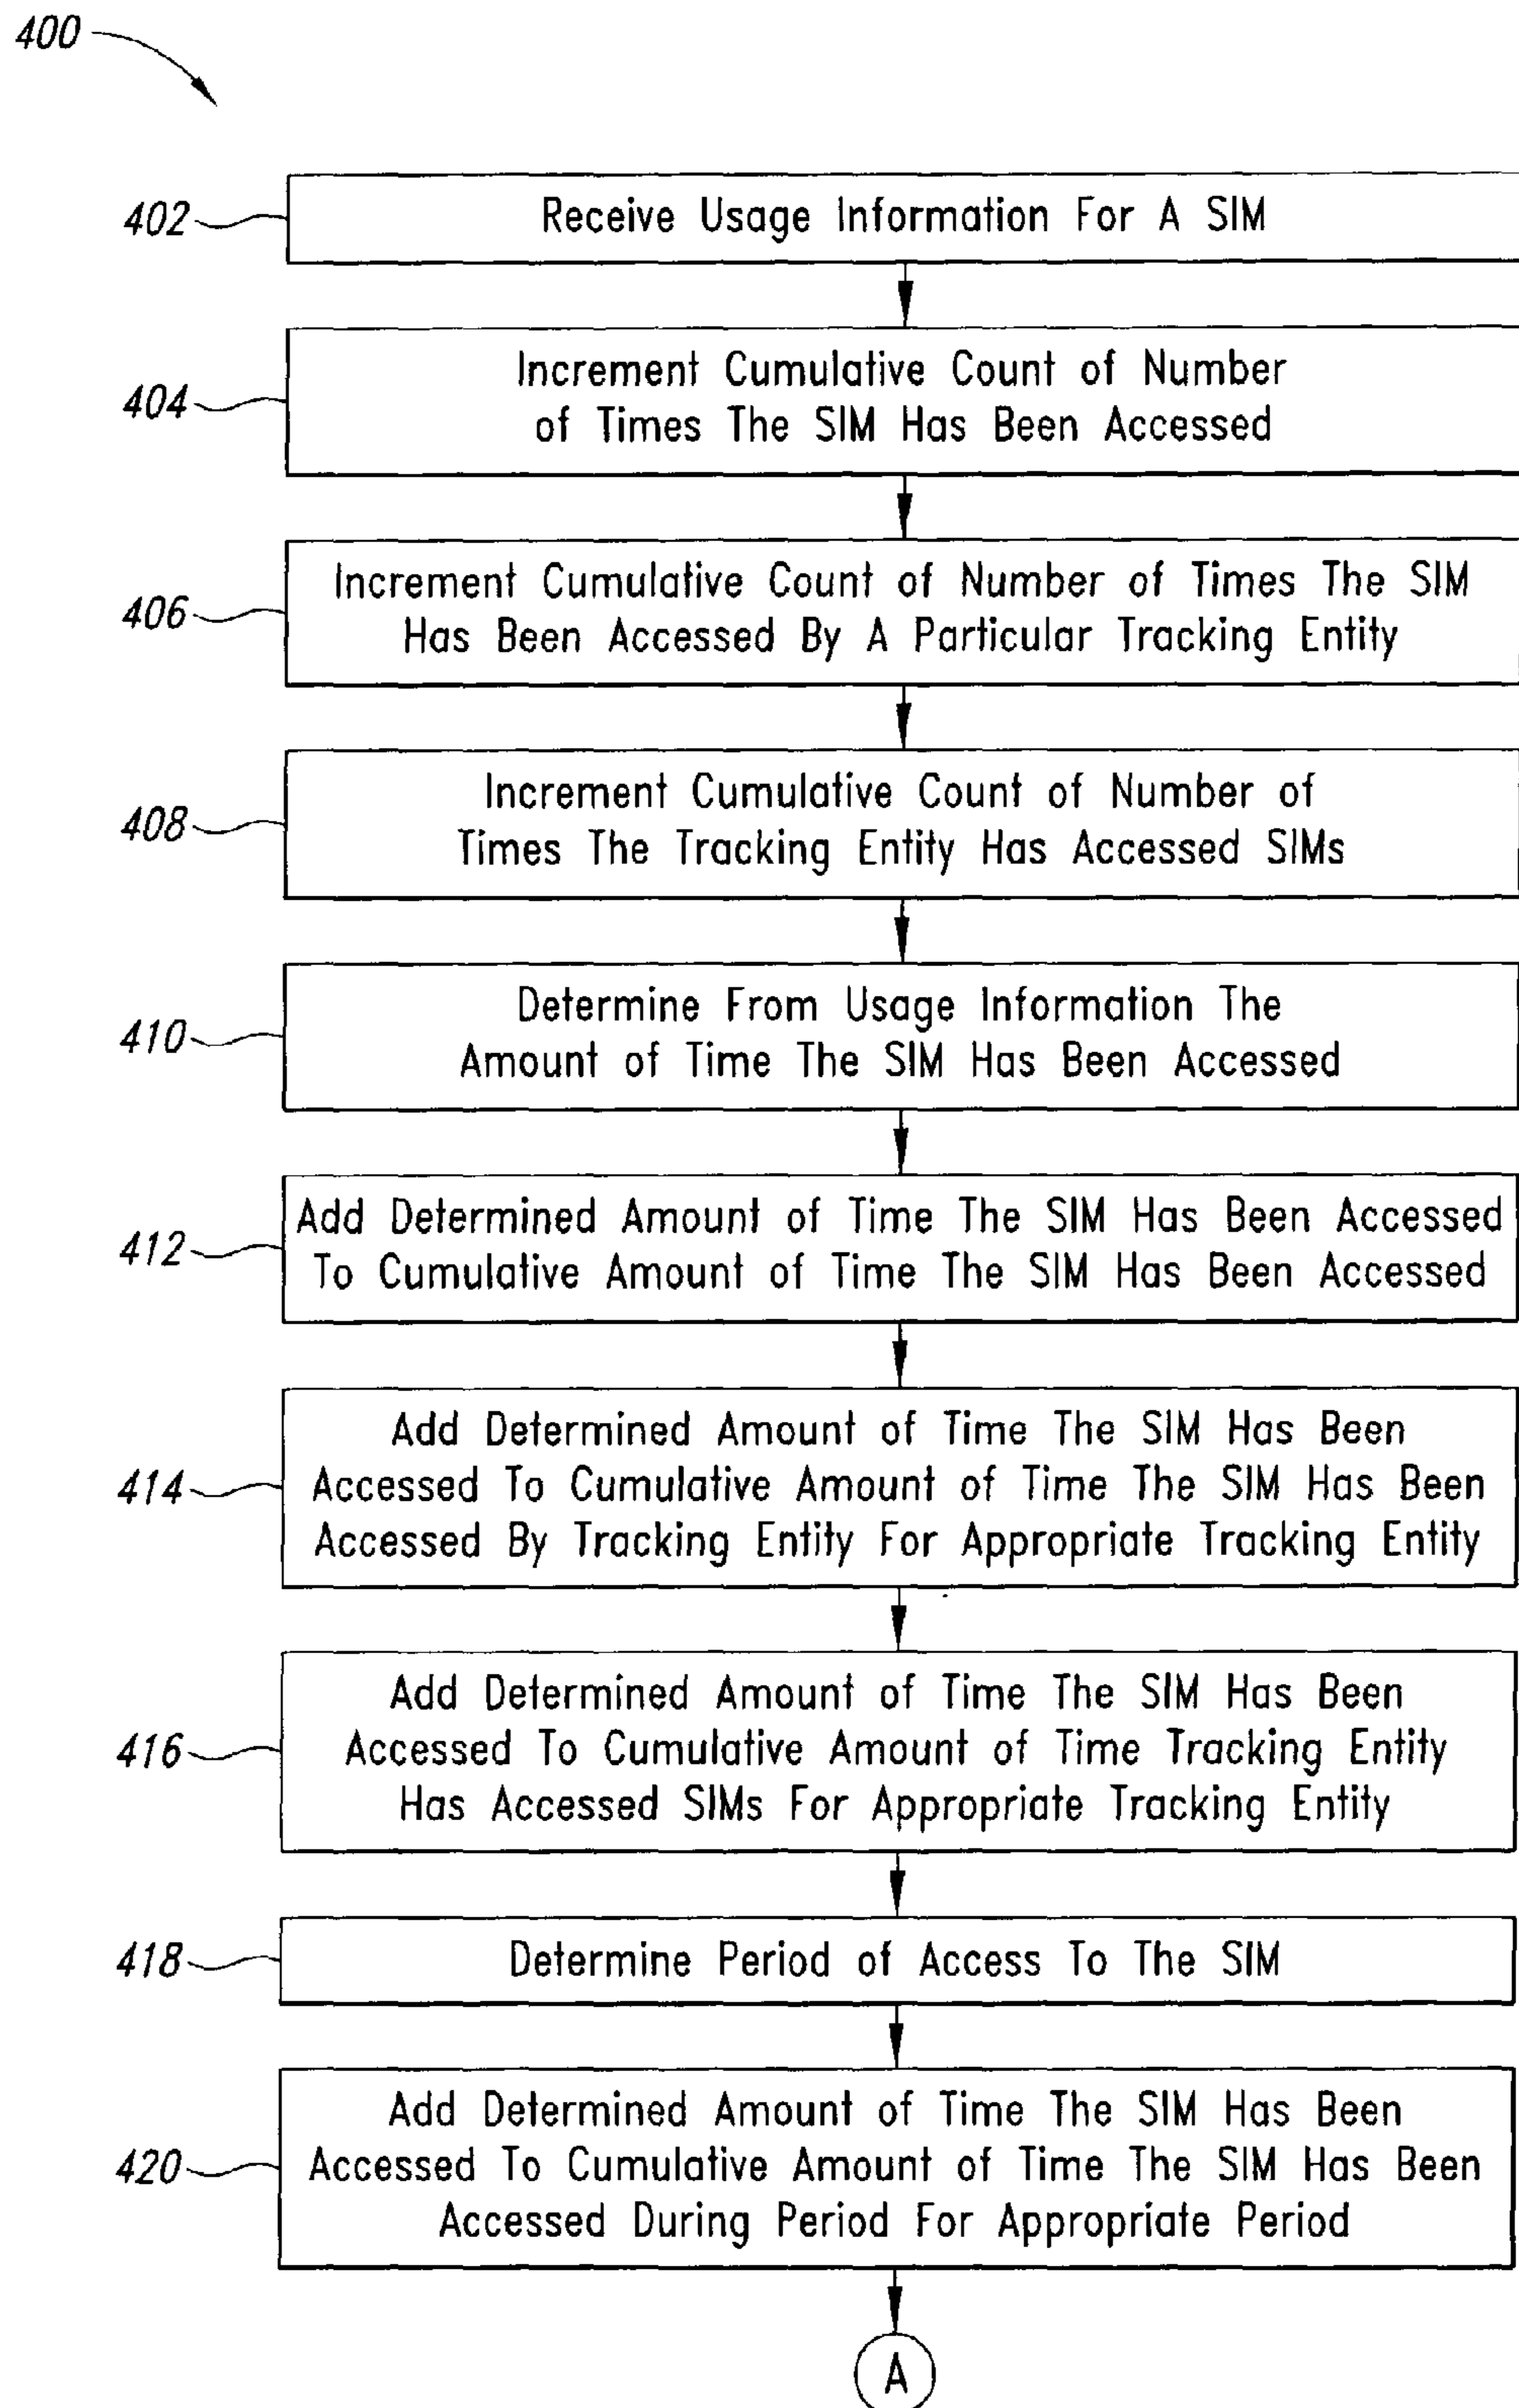 400
402
Receive Usage Information For A SIM
404
Increment Cumulative Count of Number
of Times The SIM Has Been Accessed
406
Increment Cumulative Count of Number of Times The SIM
Has Been Accessed By A Particular Tracking Entity
408
Increment Cumulative Count of Number of
Times The Tracking Entity Has Accessed SIMs
410
Determine From Usage Information The
Amount of Time The SIM Has Been Accessed
412
Add Determined Amount of Time The SIM Has Been Accessed
To Cumulative Amount of Time The SIM Has Been Accessed
414
Add Determined Amount of Time The SIM Has Been
Accessed To Cumulative Amount of Time The SIM Has Been
Accessed By Tracking Entity For Appropriate Tracking Entity
416
Add Determined Amount of Time The SIM Has Been
Accessed To Cumulative Amount of Time Tracking Entity
Has Accessed SIMs For Appropriate Tracking Entity
418
Determine Period of Access To The SIM
420
Add Determined Amount of Time The SIM Has Been
Accessed To Cumulative Amount of Time The SIM Has Been
Accessed During Period For Appropriate Period
A